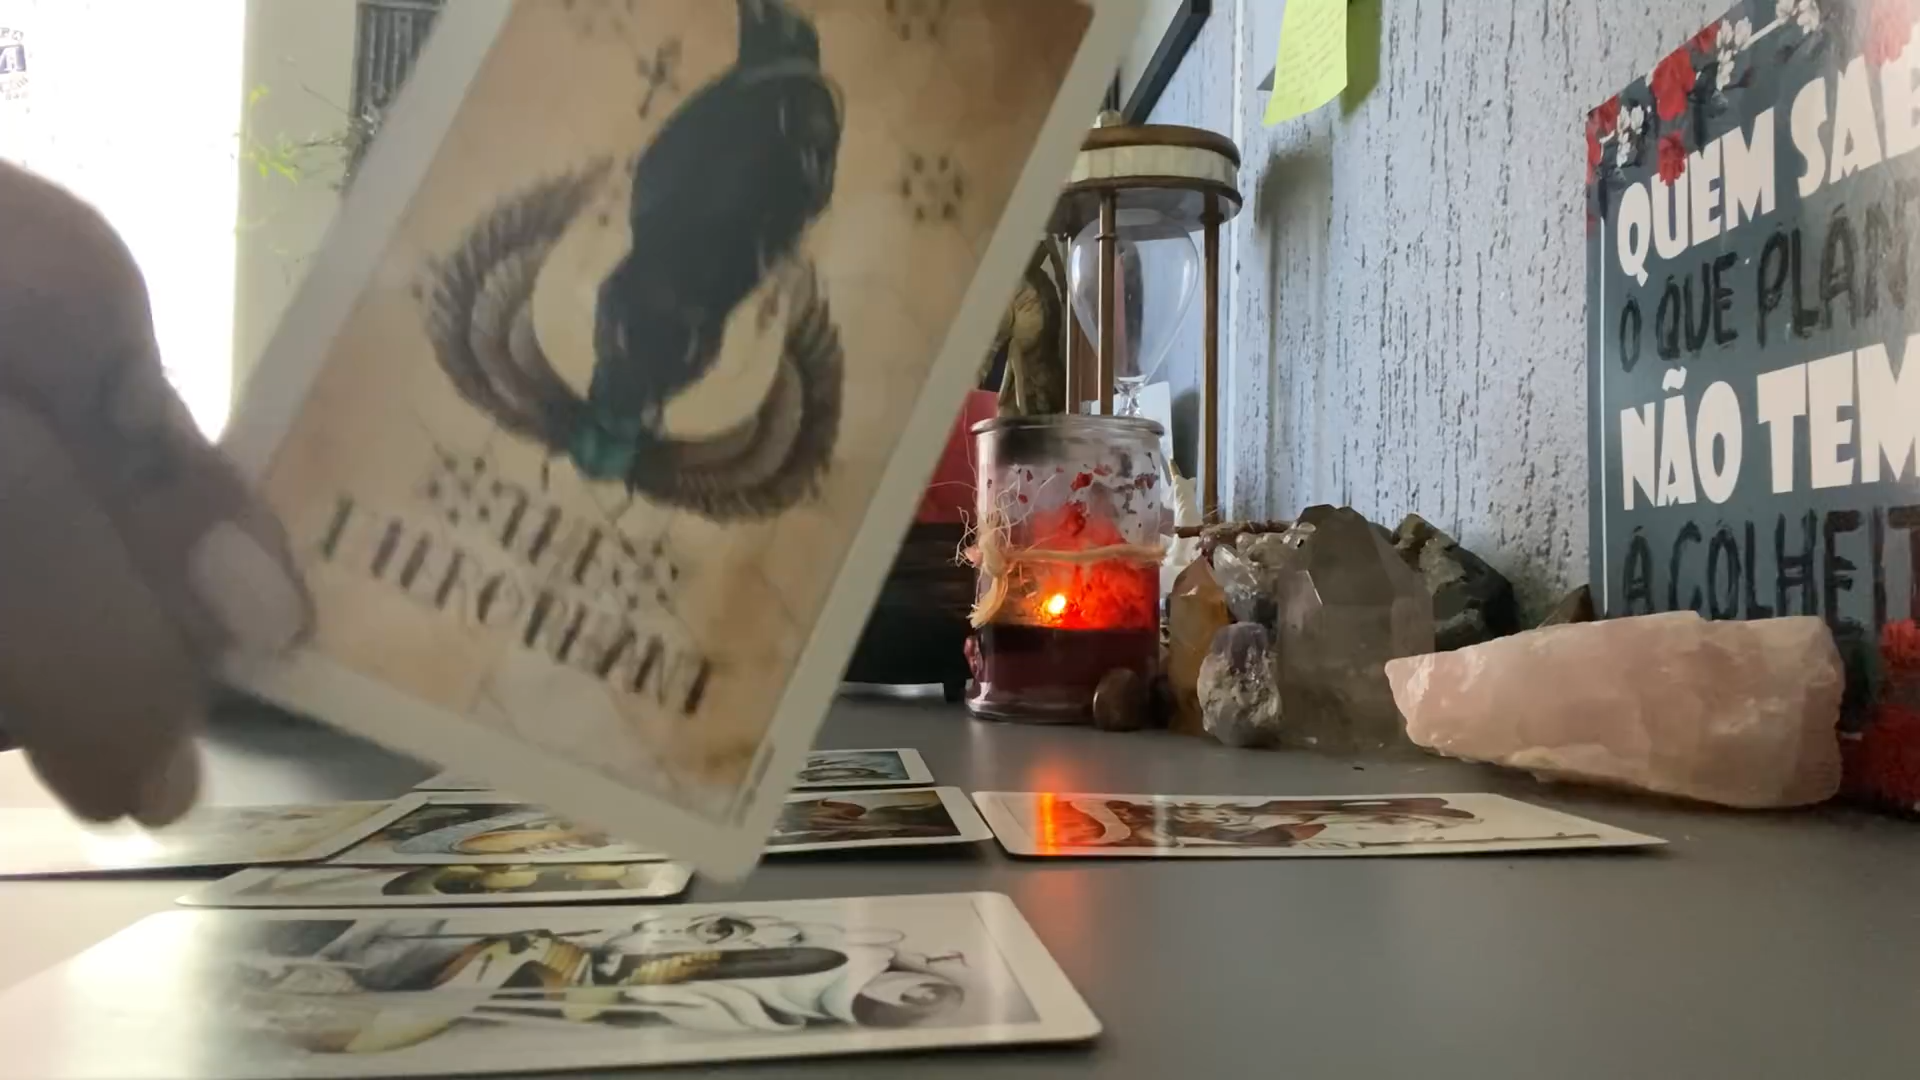 THE
HIEROPHANT
QUEM SAB
O QUE PLAN
NÃO TEM
A COLHEIT